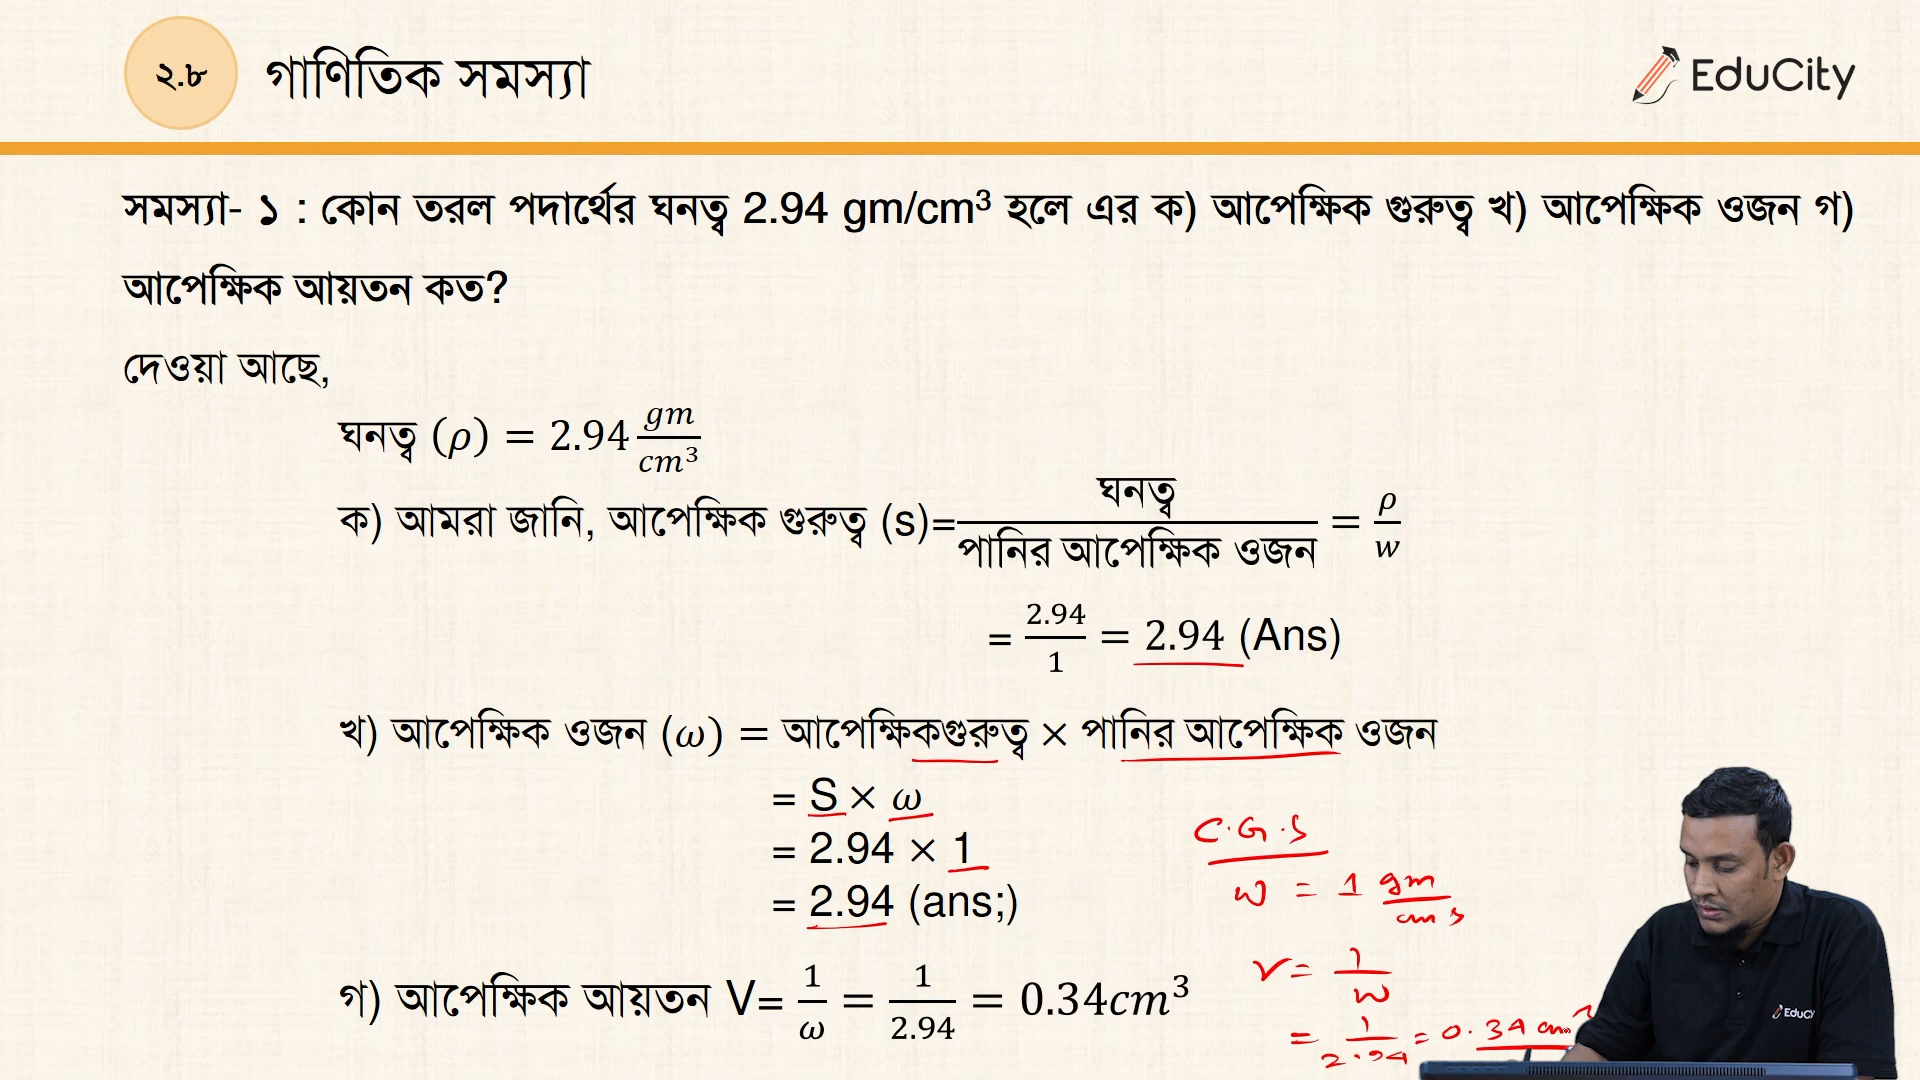 ২.৮ গাণিতিক সমস্যা
EduCity
সমস্যা- ১ : কোন তরল পদার্থের ঘনত্ব 2.94 gm/cm³ হলে এর ক) আপেক্ষিক গুরুত্ব খ) আপেক্ষিক ওজন গ)
আপেক্ষিক আয়তন কত?
দেওয়া আছে,
ঘনত্ব (ρ) = 2.94 gm/cm³
ক) আমরা জানি, আপেক্ষিক গুরুত্ব (s)= ঘনত্ব/পানির আপেক্ষিক ওজন = ρ/w
= 2.94/1 = 2.94 (Ans)
খ) আপেক্ষিক ওজন (ω) = আপেক্ষিকগুরুত্ব × পানির আপেক্ষিক ওজন
= S × ω
= 2.94 × 1
= 2.94 (ans;)
গ) আপেক্ষিক আয়তন V= 1/ω = 1/2.94 = 0.34cm³
C.G.S
W = 1 gm/cm3
V = 1/W
= 1/2.94 = 0.34 cm³
EduCi